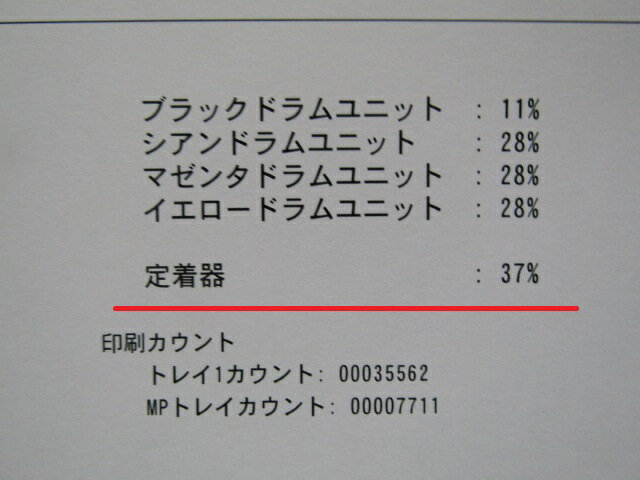 ブラックドラムユニット : 11%
シアンドラムユニット : 28%
マゼンタドラムユニット : 28%
イエロードラムユニット : 28%
定着器 : 37%
印刷カウント
トレイ1カウント: 00035562
MPトレイカウント: 00007711